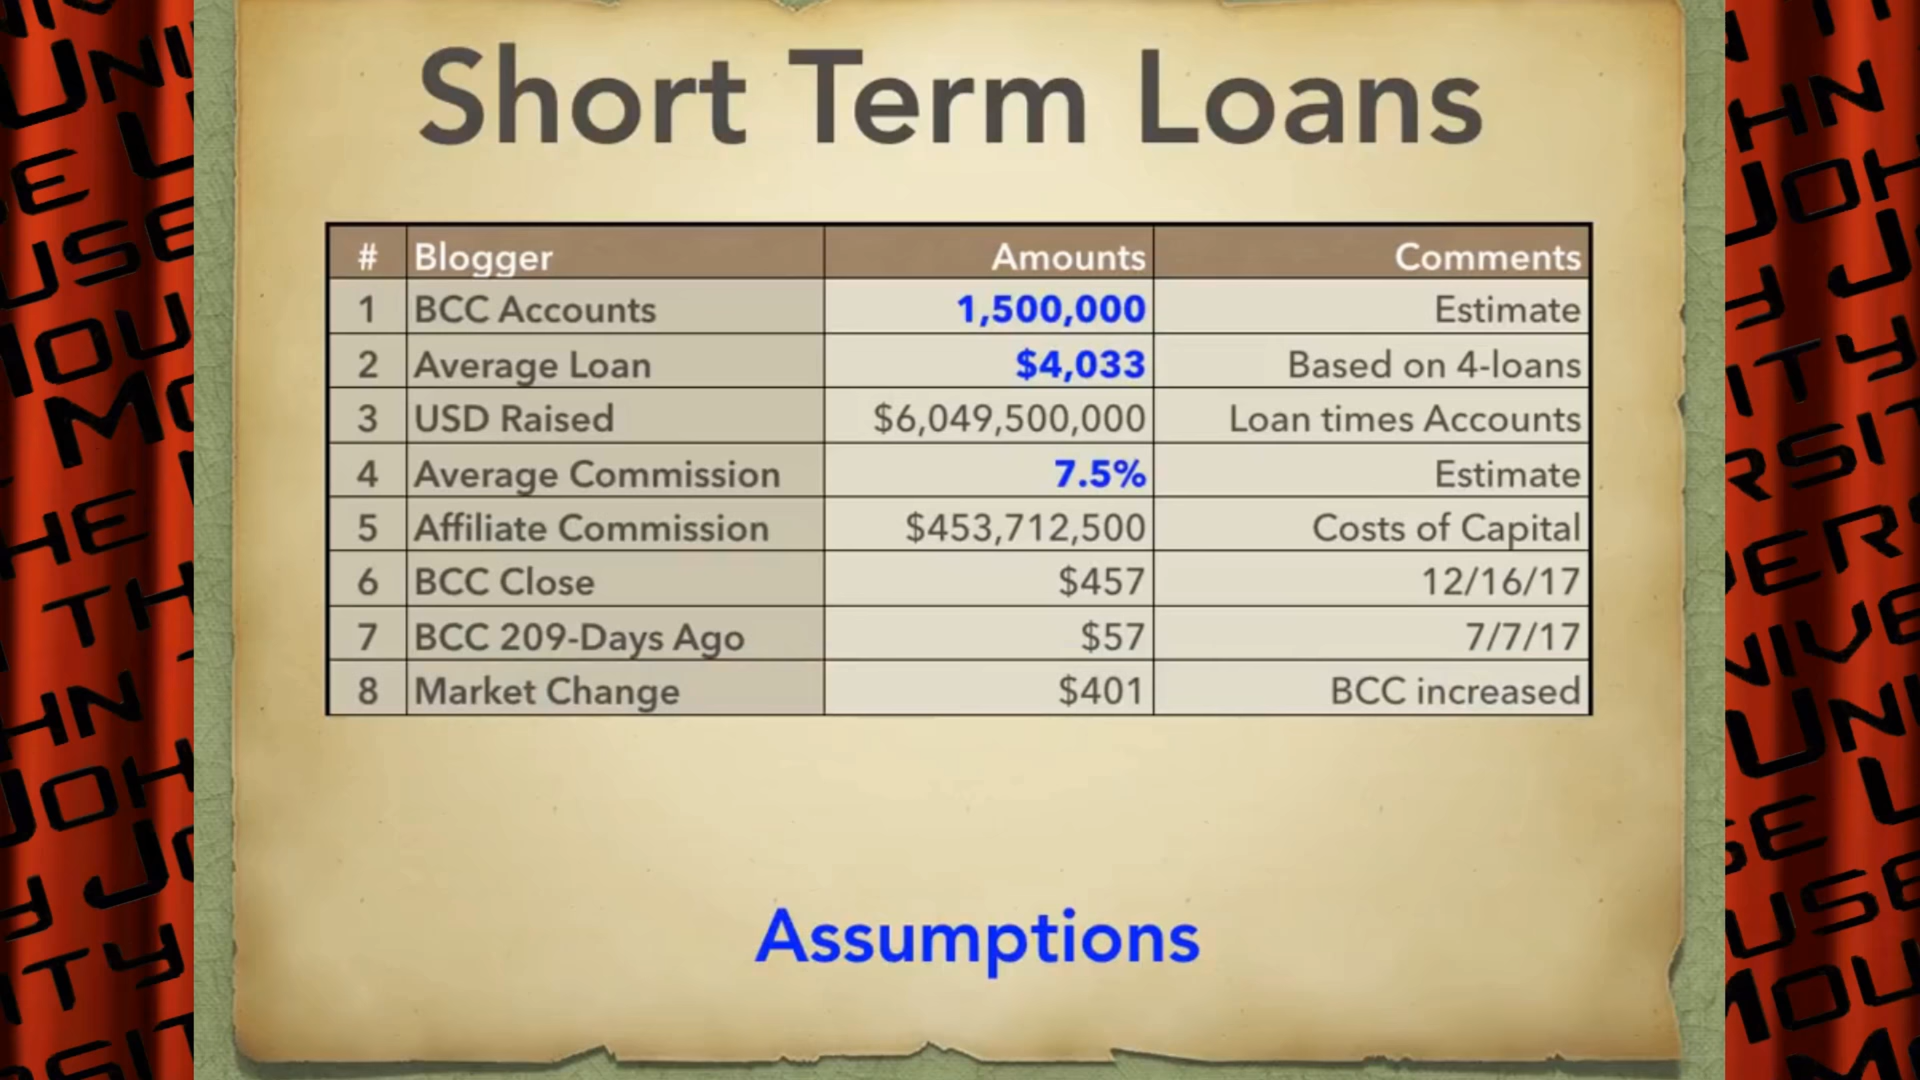 Short Term Loans
# Blogger Amounts Comments
1 BCC Accounts 1,500,000 Estimate
2 Average Loan $4,033 Based on 4-loans
3 USD Raised $6,049,500,000 Loan times Accounts
4 Average Commission 7.5% Estimate
5 Affiliate Commission $453,712,500 Costs of Capital
6 BCC Close $457 12/16/17
7 BCC 209-Days Ago $57 7/7/17
8 Market Change $401 BCC increased
Assumptions